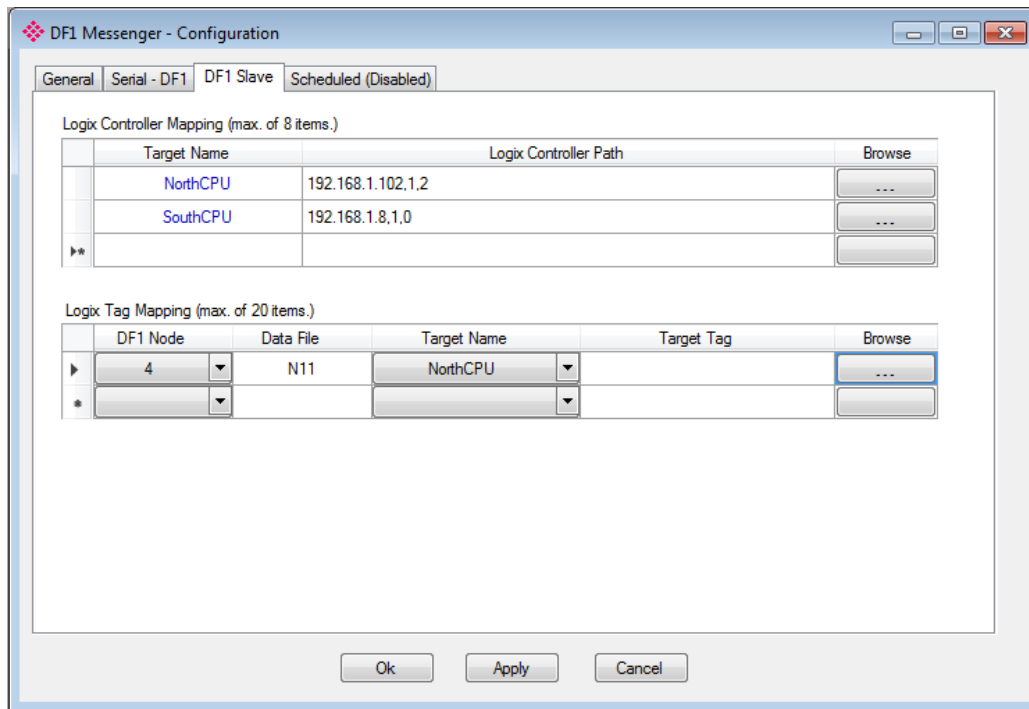 DF1 Messenger - Configuration
General Serial - DF1 DF1 Slave Scheduled (Disabled)
Logix Controller Mapping (max. of 8 items.)
Target Name Logix Controller Path Browse
NorthCPU 192.168.1.102,1,2 ...
SouthCPU 192.168.1.8,1,0 ...
Logix Tag Mapping (max. of 20 items.)
DF1 Node Data File Target Name Target Tag Browse
4 N11 NorthCPU ...
Ok Apply Cancel